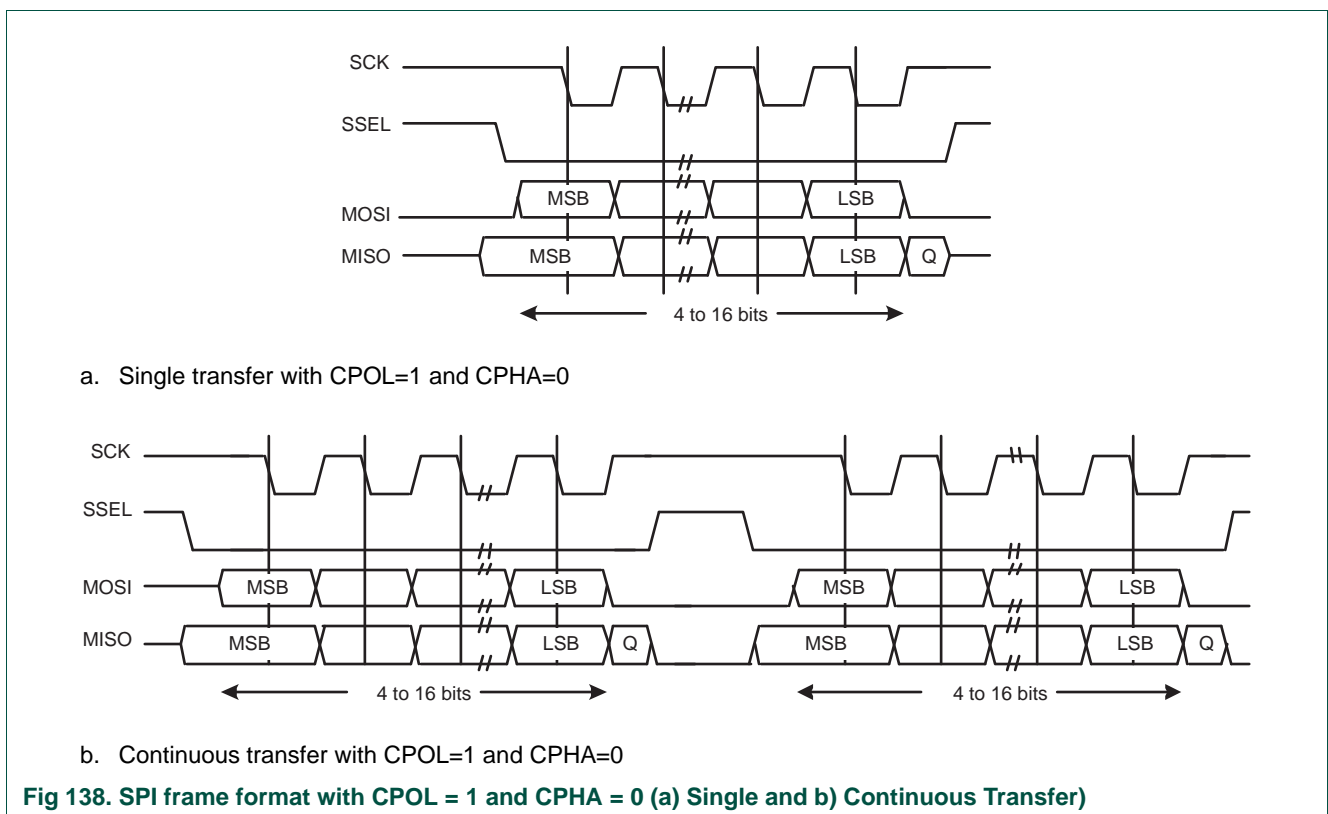 SCK
SSEL
MOSI
MSB
LSB
MISO
MSB
LSB
Q
4 to 16 bits
a. Single transfer with CPOL=1 and CPHA=0
SCK
SSEL
MOSI
MSB
LSB
MSB
LSB
MISO
MSB
LSB
Q
MSB
LSB
Q
4 to 16 bits
4 to 16 bits
b. Continuous transfer with CPOL=1 and CPHA=0
Fig 138. SPI frame format with CPOL = 1 and CPHA = 0 (a) Single and b) Continuous Transfer)